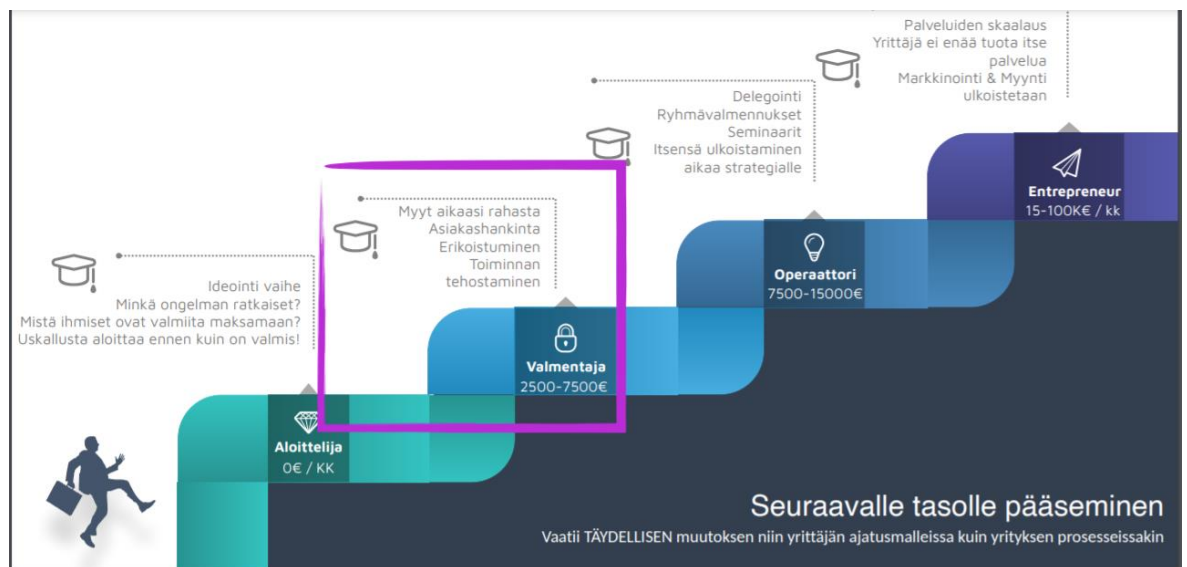 Palveluiden skaalaus
Yrittäjä ei enää tuota itse
palvelua
Markkinointi & Myynti
ulkoistetaan
Entrepreneur
15-100K€ / kk
Delegointi
Ryhmävalmennukset
Seminaarit
Itsensä ulkoistaminen
aikaa strategialle
Operaattori
7500-15000€
Myyt aikaasi rahasta
Asiakashankinta
Erikoistuminen
Toiminnan
tehostaminen
Valmentaja
2500-7500€
Ideointi vaihe
Minkä ongelman ratkaiset?
Mistä ihmiset ovat valmiita maksamaan?
Uskallusta aloittaa ennen kuin on valmis!
Aloittelija
0€ / KK
Seuraavalle tasolle pääseminen
Vaatii TÄYDELLISEN muutoksen niin yrittäjän ajatusmalleissa kuin yrityksen prosesseissakin